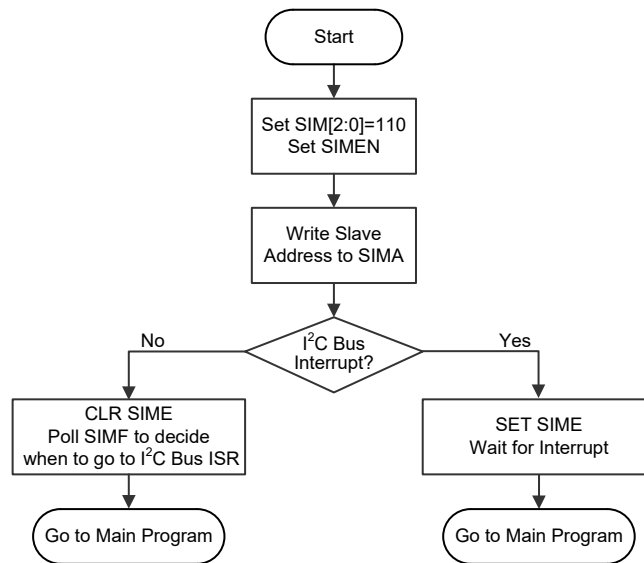 Start
Set SIM[2:0]=110
Set SIMEN
Write Slave
Address to SIMA
I²C Bus
Interrupt?
No
Yes
CLR SIME
Poll SIMF to decide
when to go to I²C Bus ISR
SET SIME
Wait for Interrupt
Go to Main Program
Go to Main Program